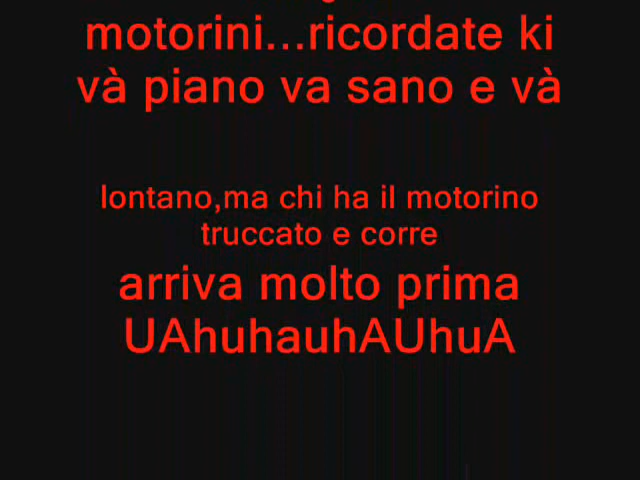 motorini...ricordate ki
và piano va sano e và
lontano,ma chi ha il motorino
truccato e corre
arriva molto prima
UAhuhauhAUhuA